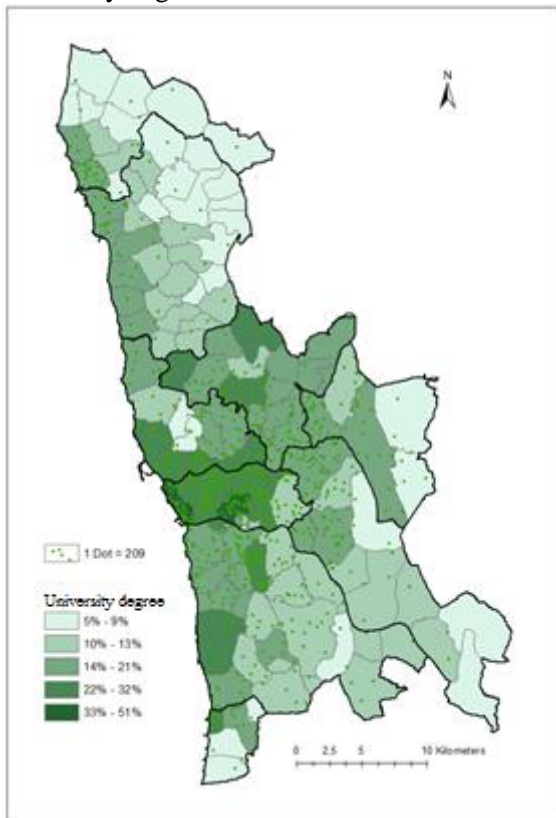 N
1 Dot = 209
University degree
5% - 9%
10% - 13%
14% - 21%
22% - 32%
33% - 51%
0 2.5 5 10 Kilometers